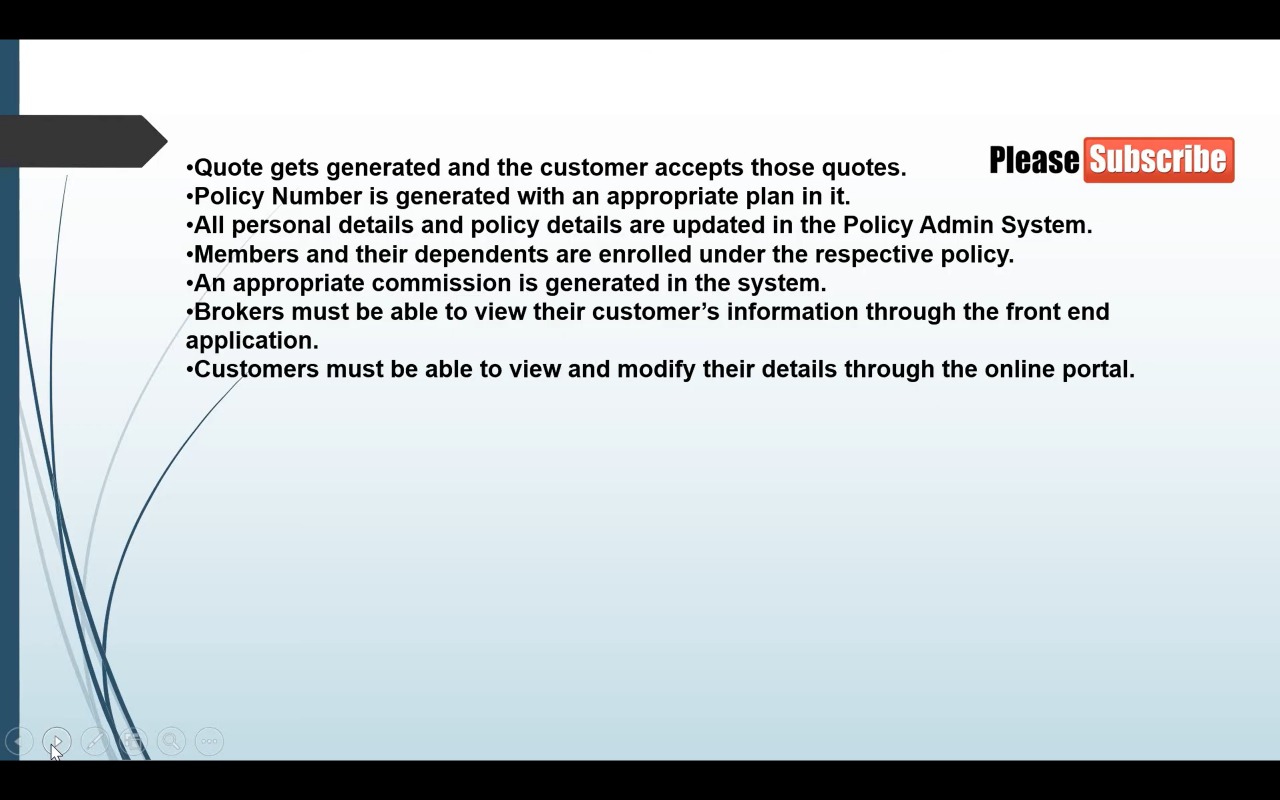 Please Subscribe
•Quote gets generated and the customer accepts those quotes.
•Policy Number is generated with an appropriate plan in it.
•All personal details and policy details are updated in the Policy Admin System.
•Members and their dependents are enrolled under the respective policy.
•An appropriate commission is generated in the system.
•Brokers must be able to view their customer’s information through the front end
application.
•Customers must be able to view and modify their details through the online portal.